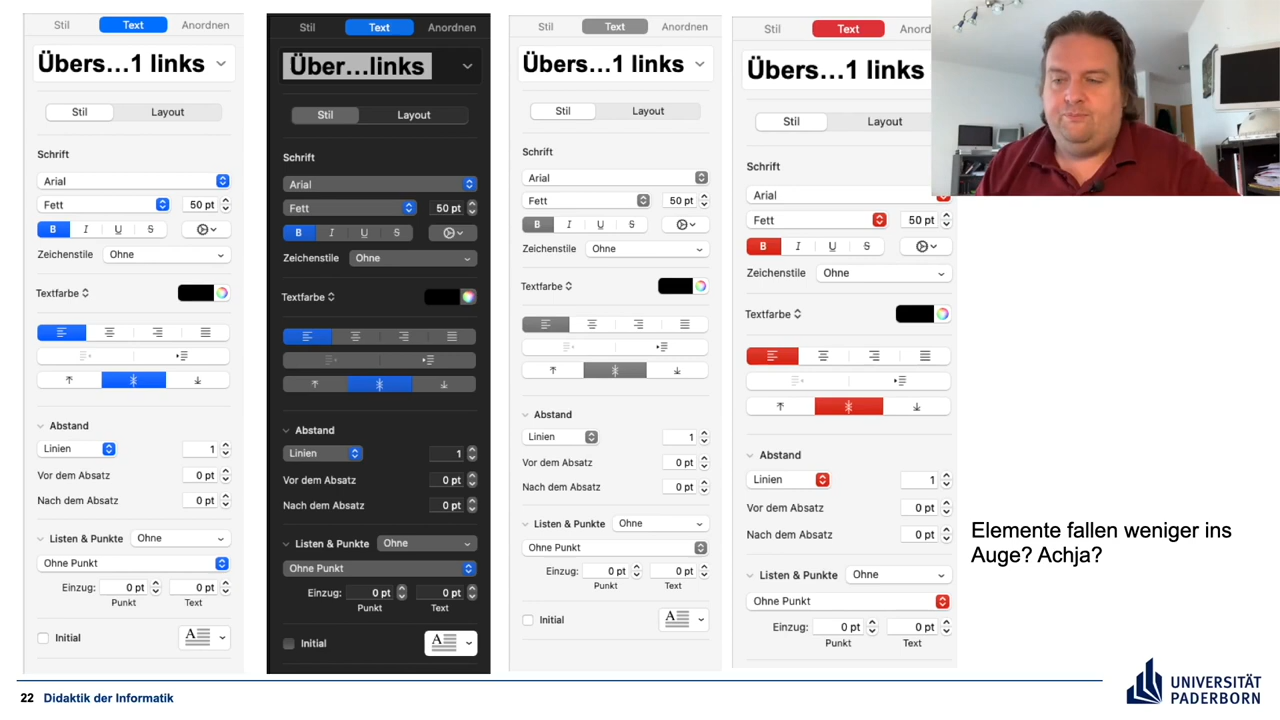 Stil Text Anordnen
Übers...1 links
Stil Layout
Schrift
Arial
Fett 50 pt
B I U S
Zeichenstile Ohne
Textfarbe
Abstand
Linien 1
Vor dem Absatz 0 pt
Nach dem Absatz 0 pt
Listen & Punkte Ohne
Ohne Punkt
Einzug: 0 pt 0 pt
Punkt Text
Initial A
Stil Text Anordnen
Über...links
Stil Layout
Schrift
Arial
Fett 50 pt
B I U S
Zeichenstile Ohne
Textfarbe
Abstand
Linien 1
Vor dem Absatz 0 pt
Nach dem Absatz 0 pt
Listen & Punkte Ohne
Ohne Punkt
Einzug: 0 pt 0 pt
Punkt Text
Initial A
Stil Text Anordnen
Übers...1 links
Stil Layout
Schrift
Arial
Fett 50 pt
B I U S
Zeichenstile Ohne
Textfarbe
Abstand
Linien 1
Vor dem Absatz 0 pt
Nach dem Absatz 0 pt
Listen & Punkte Ohne
Ohne Punkt
Einzug: 0 pt 0 pt
Punkt Text
Initial A
Stil Text Anord
Übers...1 links
Stil Layout
Schrift
Arial
Fett 50 pt
B I U S
Zeichenstile Ohne
Textfarbe
Abstand
Linien 1
Vor dem Absatz 0 pt
Nach dem Absatz 0 pt
Listen & Punkte Ohne
Ohne Punkt
Einzug: 0 pt 0 pt
Punkt Text
Elemente fallen weniger ins
Auge? Achja?
22 Didaktik der Informatik
UNIVERSITÄT
PADERBORN